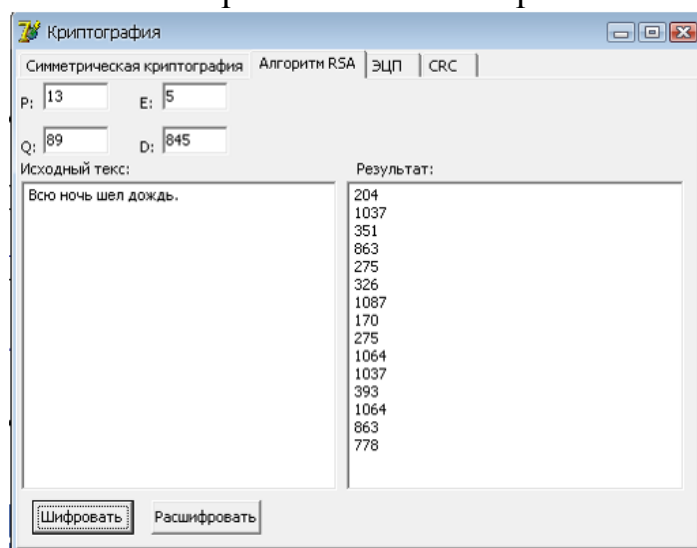 Криптография
Симметрическая криптография Алгоритм RSA ЭЦП CRC
P: 13 E: 5
Q: 89 D: 845
Исходный текс: Результат:
Всю ночь шел дождь. 204
1037
351
863
275
326
1087
170
275
1064
1037
393
1064
863
778
Шифровать Расшифровать